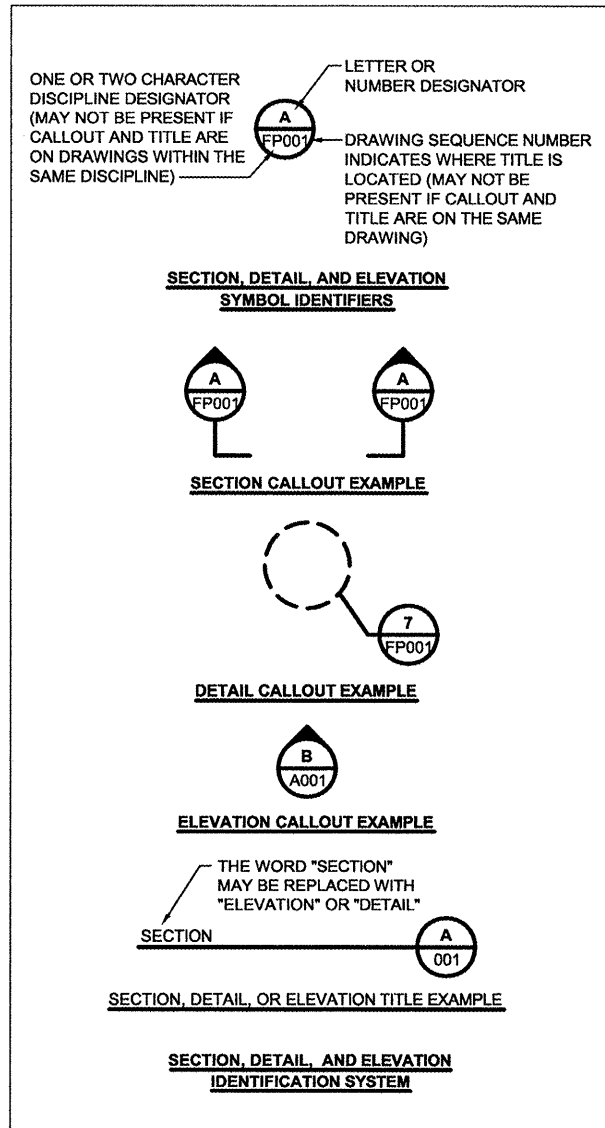 ONE OR TWO CHARACTER
DISCIPLINE DESIGNATOR
(MAY NOT BE PRESENT IF
CALLOUT AND TITLE ARE
ON DRAWINGS WITHIN THE
SAME DISCIPLINE)
A
FP001
LETTER OR
NUMBER DESIGNATOR
DRAWING SEQUENCE NUMBER
INDICATES WHERE TITLE IS
LOCATED (MAY NOT BE
PRESENT IF CALLOUT AND
TITLE ARE ON THE SAME
DRAWING)
SECTION, DETAIL, AND ELEVATION
SYMBOL IDENTIFIERS
A
FP001
A
FP001
SECTION CALLOUT EXAMPLE
7
FP001
DETAIL CALLOUT EXAMPLE
B
A001
ELEVATION CALLOUT EXAMPLE
THE WORD "SECTION"
MAY BE REPLACED WITH
"ELEVATION" OR "DETAIL"
SECTION
A
001
SECTION, DETAIL, OR ELEVATION TITLE EXAMPLE
SECTION, DETAIL, AND ELEVATION
IDENTIFICATION SYSTEM